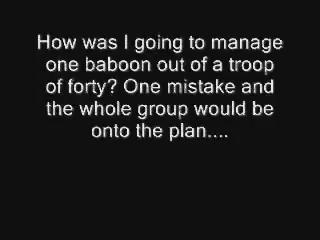 How was I going to manage
one baboon out of a troop
of forty? One mistake and
the whole group would be
onto the plan....